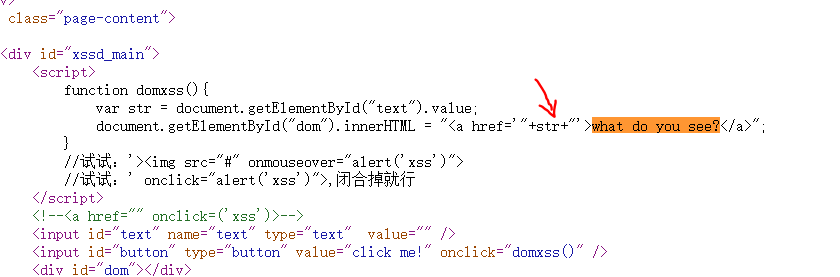 class="page-content">
<div id="xssd_main">
<script>
function domxss(){
var str = document.getElementById("text").value;
document.getElementById("dom").innerHTML = "<a href='"+str+"'>what do you see?</a>";
}
//试试：'><img src="#" onmouseover="alert('xss')">
//试试：' onclick="alert('xss')">,闭合掉就行
</script>
<!--<a href="" onclick=('xss')>-->
<input id="text" name="text" type="text"  value="" />
<input id="button" type="button" value="click me!" onclick="domxss()" />
<div id="dom"></div>